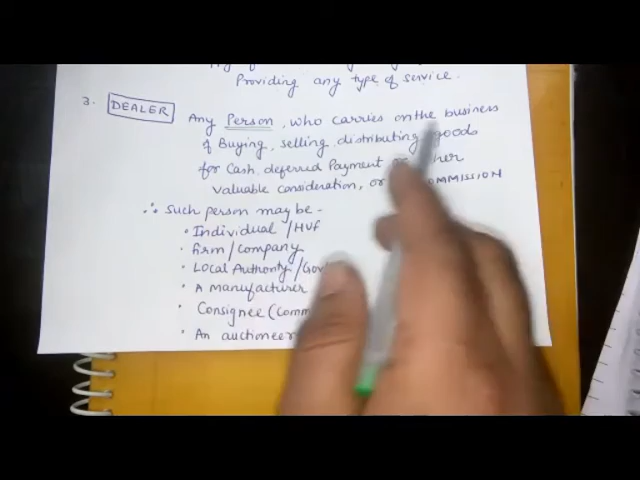 Providing any type of service.
3. DEALER
Any Person, who carries on the business
of Buying, selling, distributing goods
for Cash, deferred Payment
valuable consideration, or COMMISSION
∴ Such person may be -
• Individual / HUF
• firm / Company
• Local Authority / Gov
• A manufacturer
• Consignee (Comm
• An auctioneer